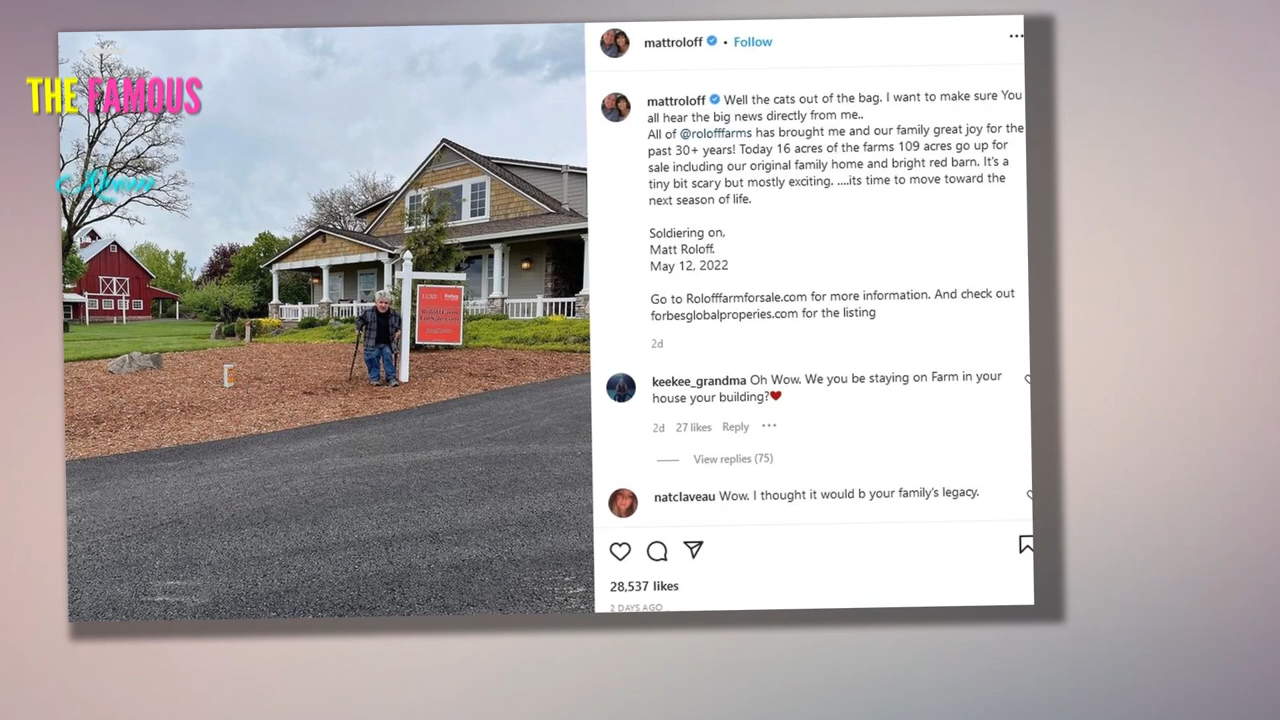 THE FAMOUS
Album
mattroloff • Follow
mattroloff Well the cats out of the bag. I want to make sure You
all hear the big news directly from me..
All of @rolofffarms has brought me and our family great joy for the
past 30+ years! Today 16 acres of the farms 109 acres go up for
sale including our original family home and bright red barn. It's a
tiny bit scary but mostly exciting. ....its time to move toward the
next season of life.
Soldiering on,
Matt Roloff.
May 12, 2022
Go to Rolofffarmforsale.com for more information. And check out
forbesglobalproperies.com for the listing
2d
keekee_grandma Oh Wow. We you be staying on Farm in your
house your building?❤️
2d 27 likes Reply
View replies (75)
natclaveau Wow. I thought it would b your family's legacy.
28,537 likes
2 DAYS AGO